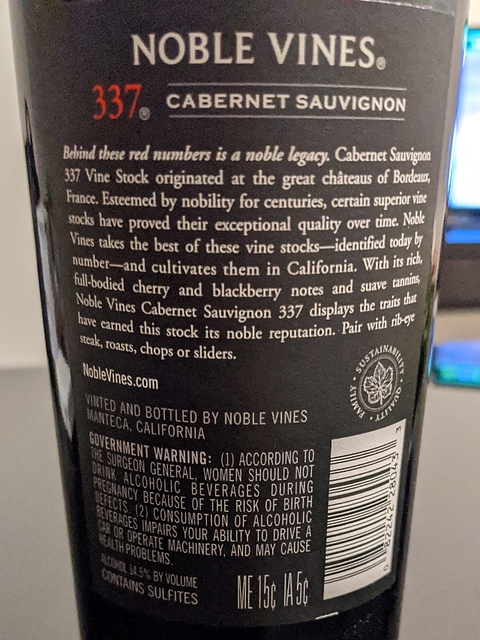 NOBLE VINES®
337® CABERNET SAUVIGNON
Behind these red numbers is a noble legacy. Cabernet Sauvignon
337 Vine Stock originated at the great châteaus of Bordeaux,
France. Esteemed by nobility for centuries, certain superior vine
stocks have proved their exceptional quality over time. Noble
Vines takes the best of these vine stocks—identified today by
number—and cultivates them in California. With its rich,
full-bodied cherry and blackberry notes and suave tannins,
Noble Vines Cabernet Sauvignon 337 displays the traits that
have earned this stock its noble reputation. Pair with rib-eye
steak, roasts, chops or sliders.
NobleVines.com
SUSTAINABILITY • QUALITY • FAMILY •
VINTED AND BOTTLED BY NOBLE VINES
MANTECA, CALIFORNIA
GOVERNMENT WARNING: (1) ACCORDING TO
THE SURGEON GENERAL, WOMEN SHOULD NOT
DRINK ALCOHOLIC BEVERAGES DURING
PREGNANCY BECAUSE OF THE RISK OF BIRTH
DEFECTS. (2) CONSUMPTION OF ALCOHOLIC
BEVERAGES IMPAIRS YOUR ABILITY TO DRIVE A
CAR OR OPERATE MACHINERY, AND MAY CAUSE
HEALTH PROBLEMS.
ALCOHOL 14.5% BY VOLUME
CONTAINS SULFITES
ME 15¢ IA 5¢